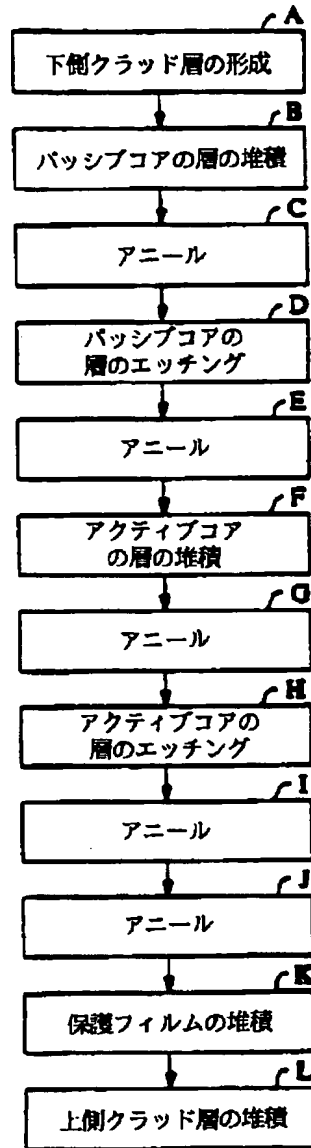 A
下側クラッド層の形成
B
パッシブコアの層の堆積
C
アニール
D
パッシブコアの
層のエッチング
E
アニール
F
アクティブコア
の層の堆積
G
アニール
H
アクティブコアの
層のエッチング
I
アニール
J
アニール
K
保護フィルムの堆積
L
上側クラッド層の堆積